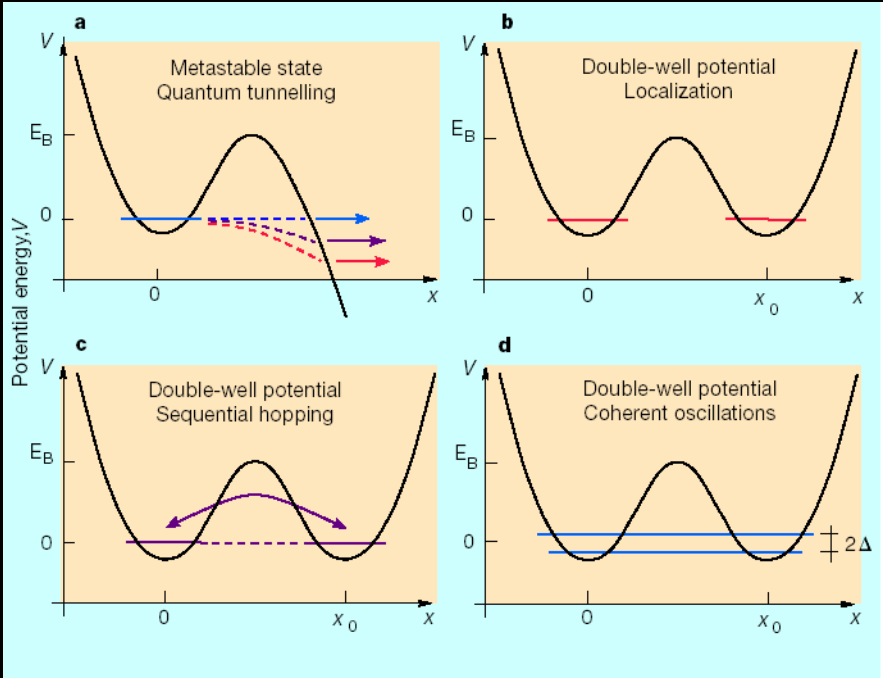 Potential energy,V
a
V
Metastable state
Quantum tunnelling
E_B
0
0
x
b
V
Double-well potential
Localization
E_B
0
0
x_0
x
c
V
Double-well potential
Sequential hopping
E_B
0
0
x_0
x
d
V
Double-well potential
Coherent oscillations
E_B
0
2Δ
0
x_0
x